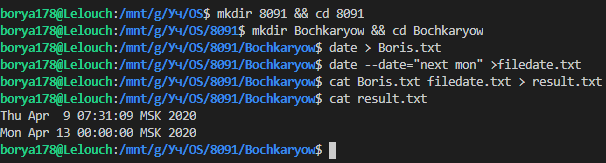 borya178@Lelouch:/mnt/g/Уч/OS$ mkdir 8091 && cd 8091
borya178@Lelouch:/mnt/g/Уч/OS/8091$ mkdir Bochkaryow && cd Bochkaryow
borya178@Lelouch:/mnt/g/Уч/OS/8091/Bochkaryow$ date > Boris.txt
borya178@Lelouch:/mnt/g/Уч/OS/8091/Bochkaryow$ date --date="next mon" >filedate.txt
borya178@Lelouch:/mnt/g/Уч/OS/8091/Bochkaryow$ cat Boris.txt filedate.txt > result.txt
borya178@Lelouch:/mnt/g/Уч/OS/8091/Bochkaryow$ cat result.txt
Thu Apr  9 07:31:09 MSK 2020
Mon Apr 13 00:00:00 MSK 2020
borya178@Lelouch:/mnt/g/Уч/OS/8091/Bochkaryow$